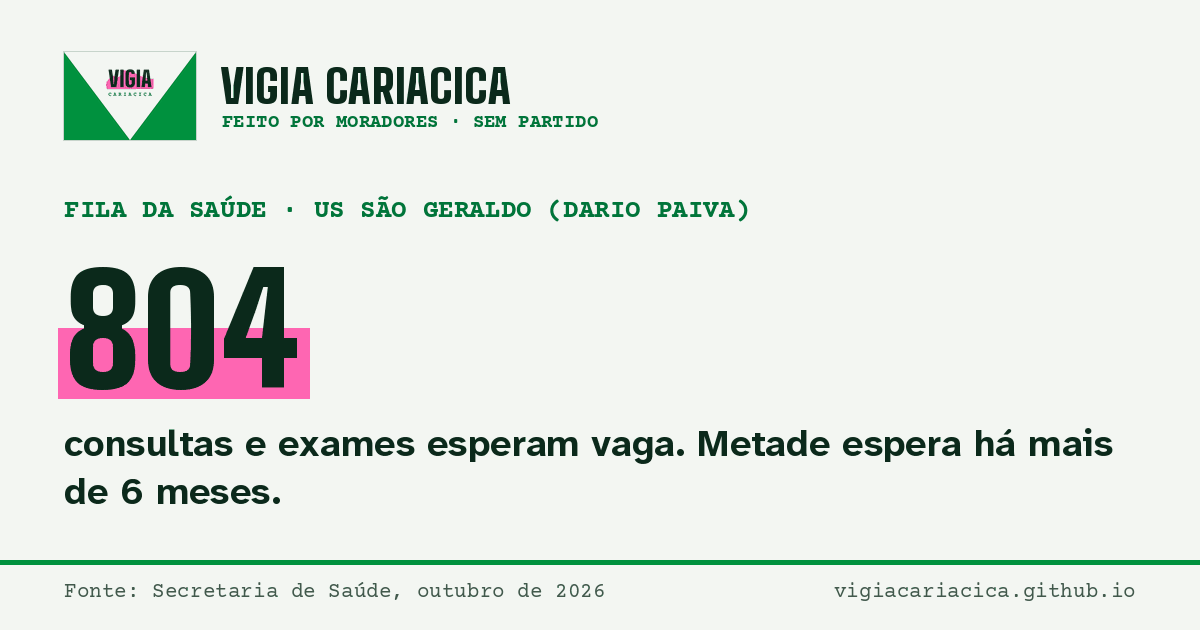 VIGIA
CARIACICA
VIGIA CARIACICA
FEITO POR MORADORES · SEM PARTIDO
FILA DA SAÚDE · US SÃO GERALDO (DARIO PAIVA)
804
consultas e exames esperam vaga. Metade espera há mais
de 6 meses.
Fonte: Secretaria de Saúde, outubro de 2026
vigiacariacica.github.io